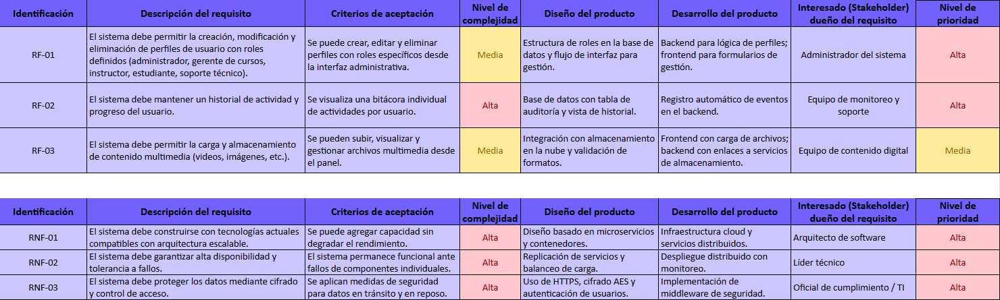 Identificación
Descripción del requisito
Criterios de aceptación
Nivel de
complejidad
Diseño del producto
Desarrollo del producto
Interesado (Stakeholder)
dueño del requisito
Nivel de
prioridad
RF-01
El sistema debe permitir la creación, modificación y
eliminación de perfiles de usuario con roles
definidos (administrador, gerente de cursos,
instructor, estudiante, soporte técnico).
Se puede crear, editar y eliminar
perfiles con roles específicos desde
la interfaz administrativa.
Media
Estructura de roles en la base de
datos y flujo de interfaz para
gestión.
Backend para lógica de perfiles;
frontend para formularios de
gestión.
Administrador del sistema
Alta
RF-02
El sistema debe mantener un historial de actividad y
progreso del usuario.
Se visualiza una bitácora individual
de actividades por usuario.
Alta
Base de datos con tabla de
auditoría y vista de historial.
Registro automático de eventos
en el backend.
Equipo de monitoreo y
soporte
Alta
RF-03
El sistema debe permitir la carga y almacenamiento
de contenido multimedia (videos, imágenes, etc.).
Se pueden subir, visualizar y
gestionar archivos multimedia desde
el panel.
Media
Integración con almacenamiento
en la nube y validación de
formatos.
Frontend con carga de archivos;
backend con enlaces a servicios
de almacenamiento.
Equipo de contenido digital
Media
Identificación
Descripción del requisito
Criterios de aceptación
Nivel de
complejidad
Diseño del producto
Desarrollo del producto
Interesado (Stakeholder)
dueño del requisito
Nivel de
prioridad
RNF-01
El sistema debe construirse con tecnologías actuales
compatibles con arquitectura escalable.
Se puede agregar capacidad sin
degradar el rendimiento.
Alta
Diseño basado en microservicios
y contenedores.
Infraestructura cloud y
servicios distribuidos.
Arquitecto de software
Alta
RNF-02
El sistema debe garantizar alta disponibilidad y
tolerancia a fallos.
El sistema permanece funcional ante
fallos de componentes individuales.
Alta
Replicación de servicios y
balanceo de carga.
Despliegue distribuido con
monitoreo.
Líder técnico
Alta
RNF-03
El sistema debe proteger los datos mediante cifrado
y control de acceso.
Se aplican medidas de seguridad
para datos en tránsito y en reposo.
Alta
Uso de HTTPS, cifrado AES y
autenticación de usuarios.
Implementación de
middleware de seguridad.
Oficial de cumplimiento / TI
Alta